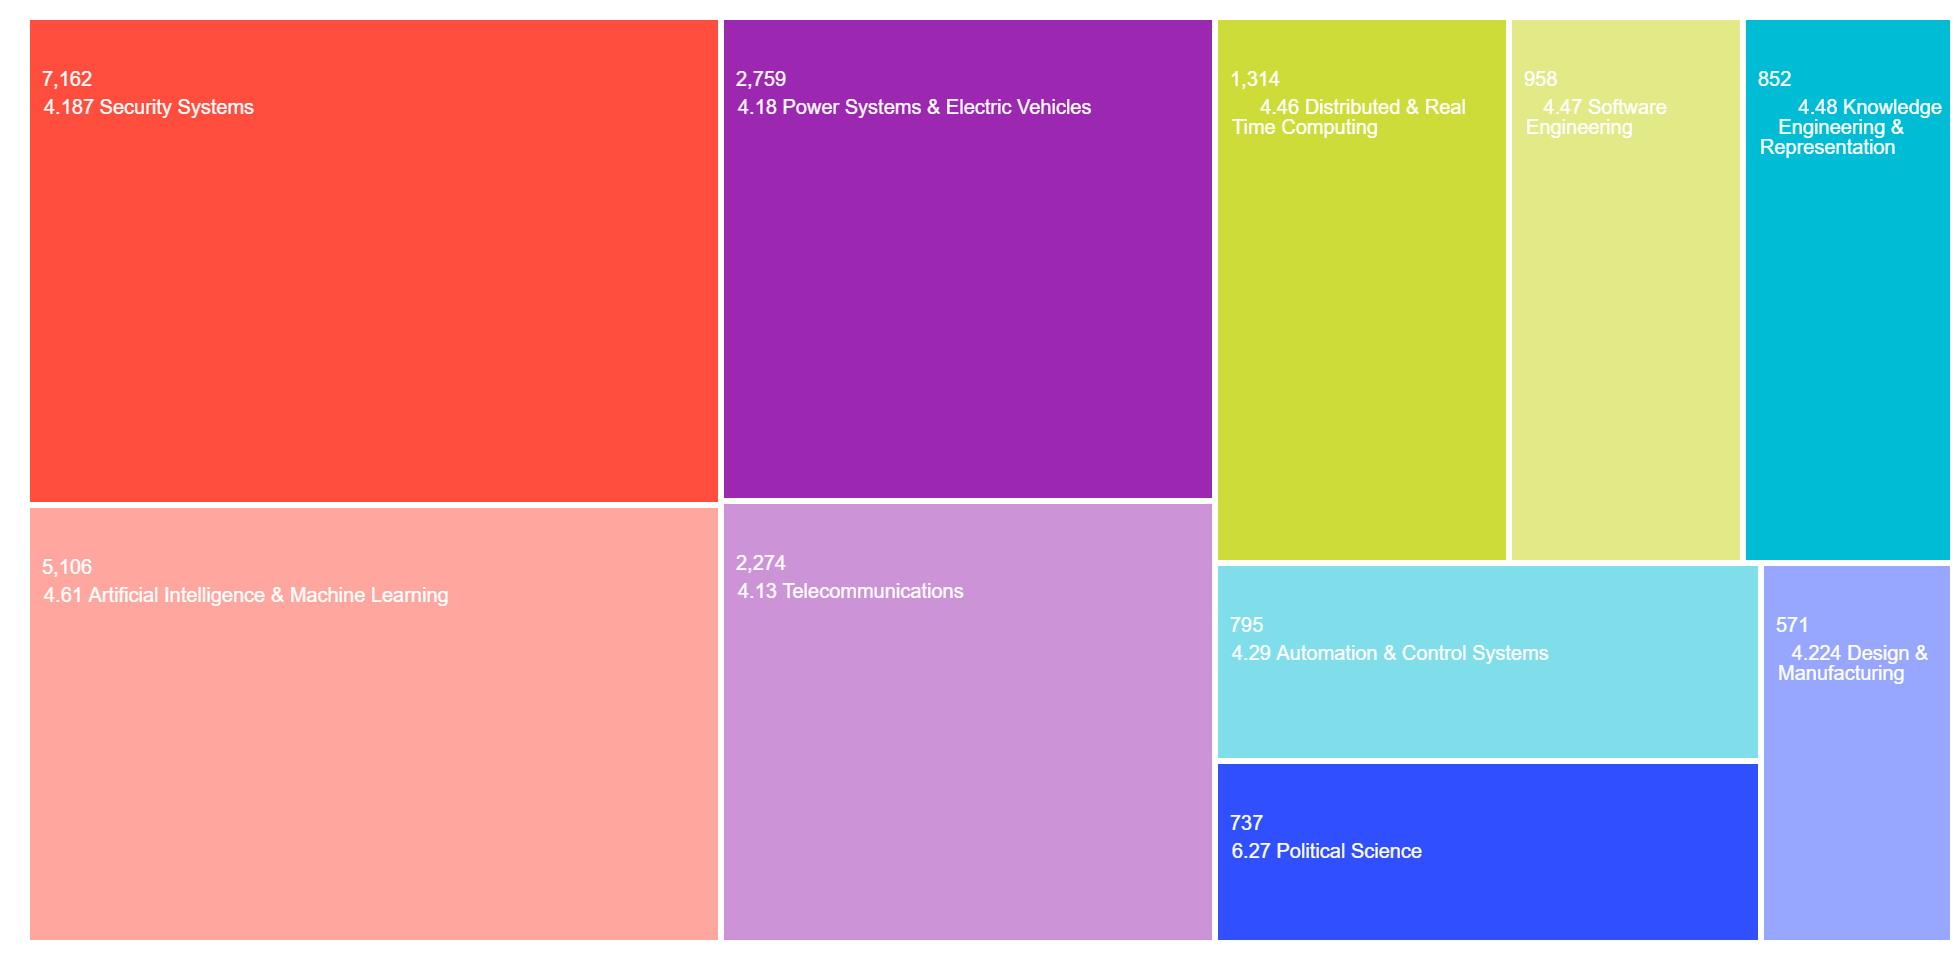 7,162
4.187 Security Systems
2,759
4.18 Power Systems & Electric Vehicles
1,314
4.46 Distributed & Real
Time Computing
958
4.47 Software
Engineering
852
4.48 Knowledge
Engineering &
Representation
5,106
4.61 Artificial Intelligence & Machine Learning
2,274
4.13 Telecommunications
795
4.29 Automation & Control Systems
571
4.224 Design &
Manufacturing
737
6.27 Political Science